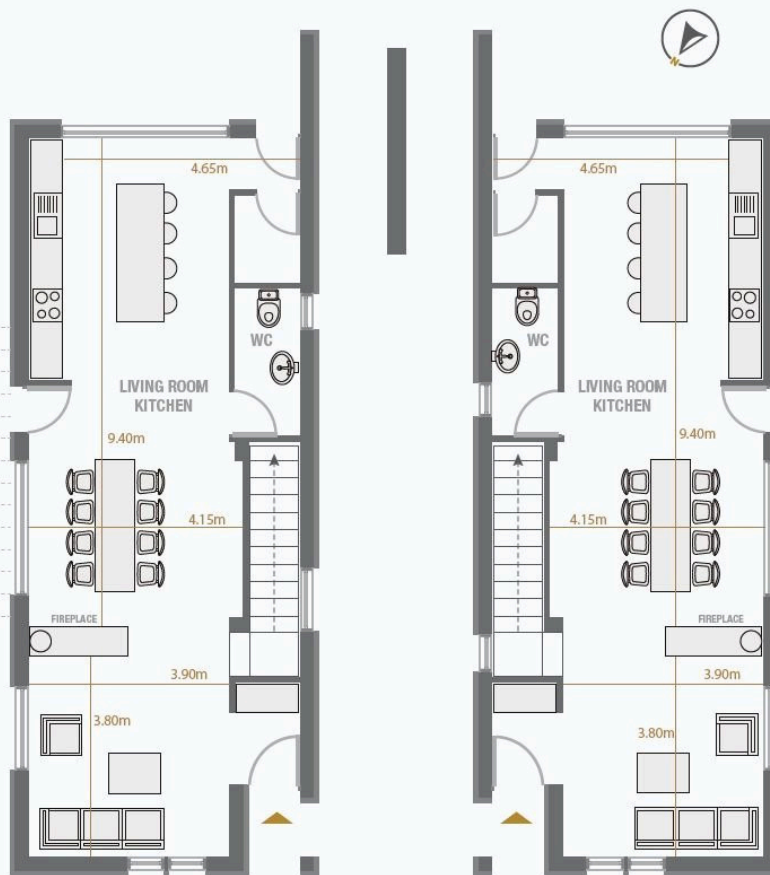 N
4.65m
4.65m
WC
WC
LIVING ROOM
KITCHEN
LIVING ROOM
KITCHEN
9.40m
9.40m
4.15m
4.15m
FIREPLACE
FIREPLACE
3.90m
3.90m
3.80m
3.80m